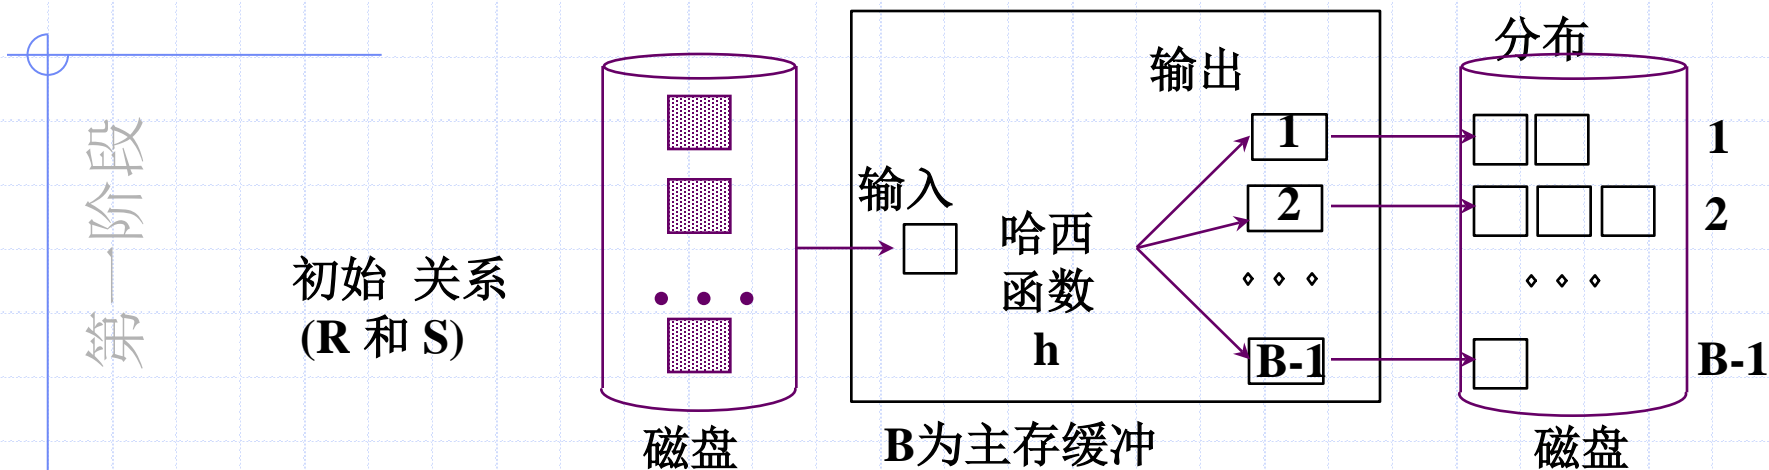 第一阶段
初始 关系
(R 和 S)
磁盘
输入
哈西
函数
h
输出
1
2
B-1
B为主存缓冲
分布
1
2
B-1
磁盘